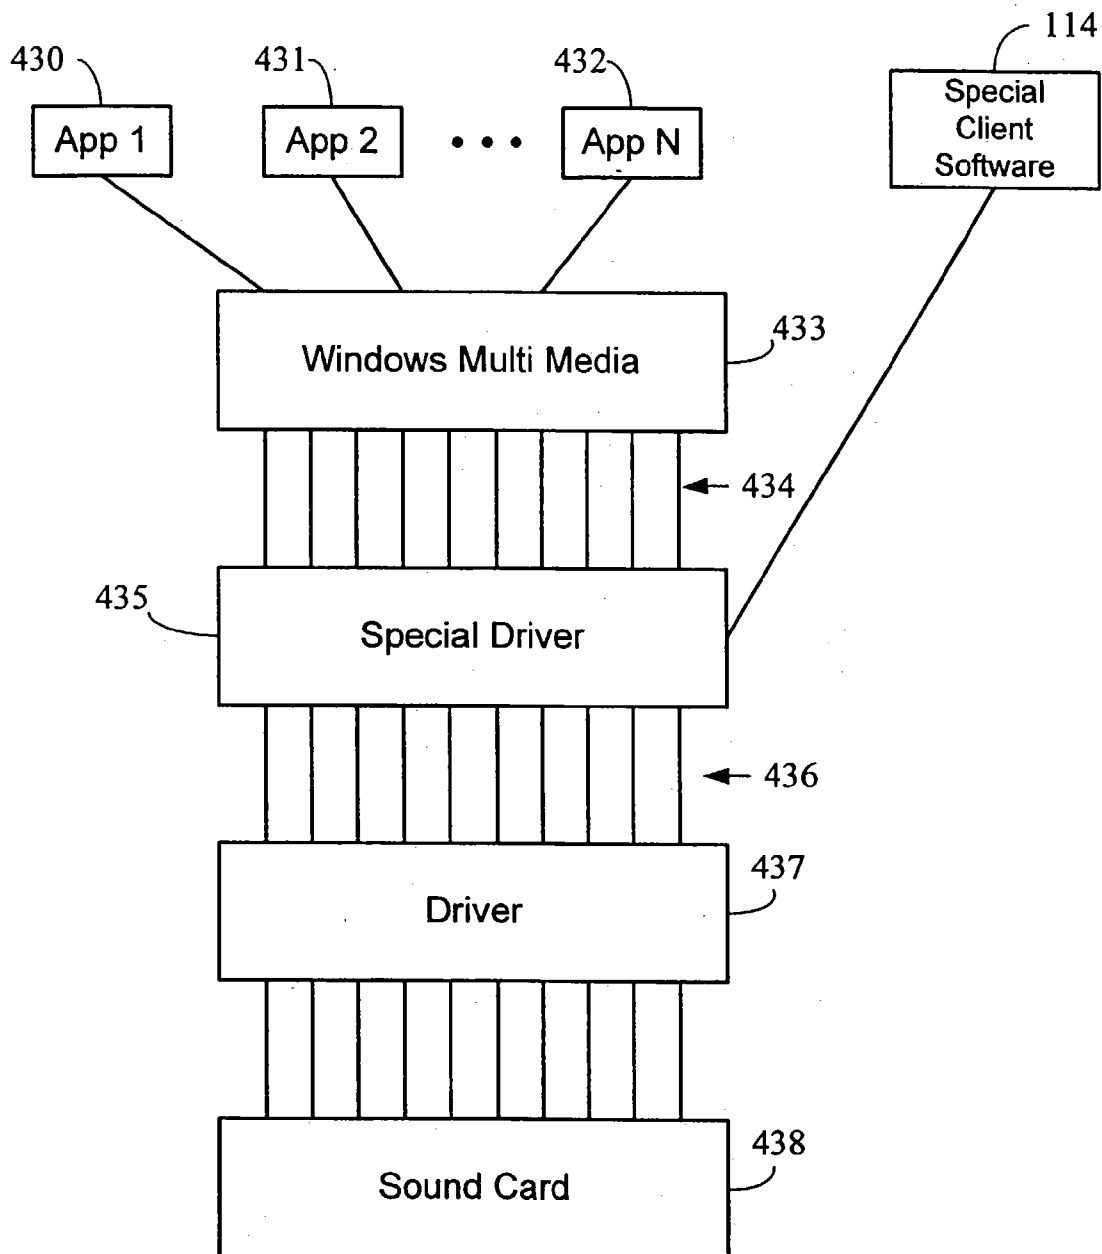 114
430
431
432
App 1
App 2
• • •
App N
Special
Client
Software
433
Windows Multi Media
434
435
Special Driver
436
437
Driver
438
Sound Card